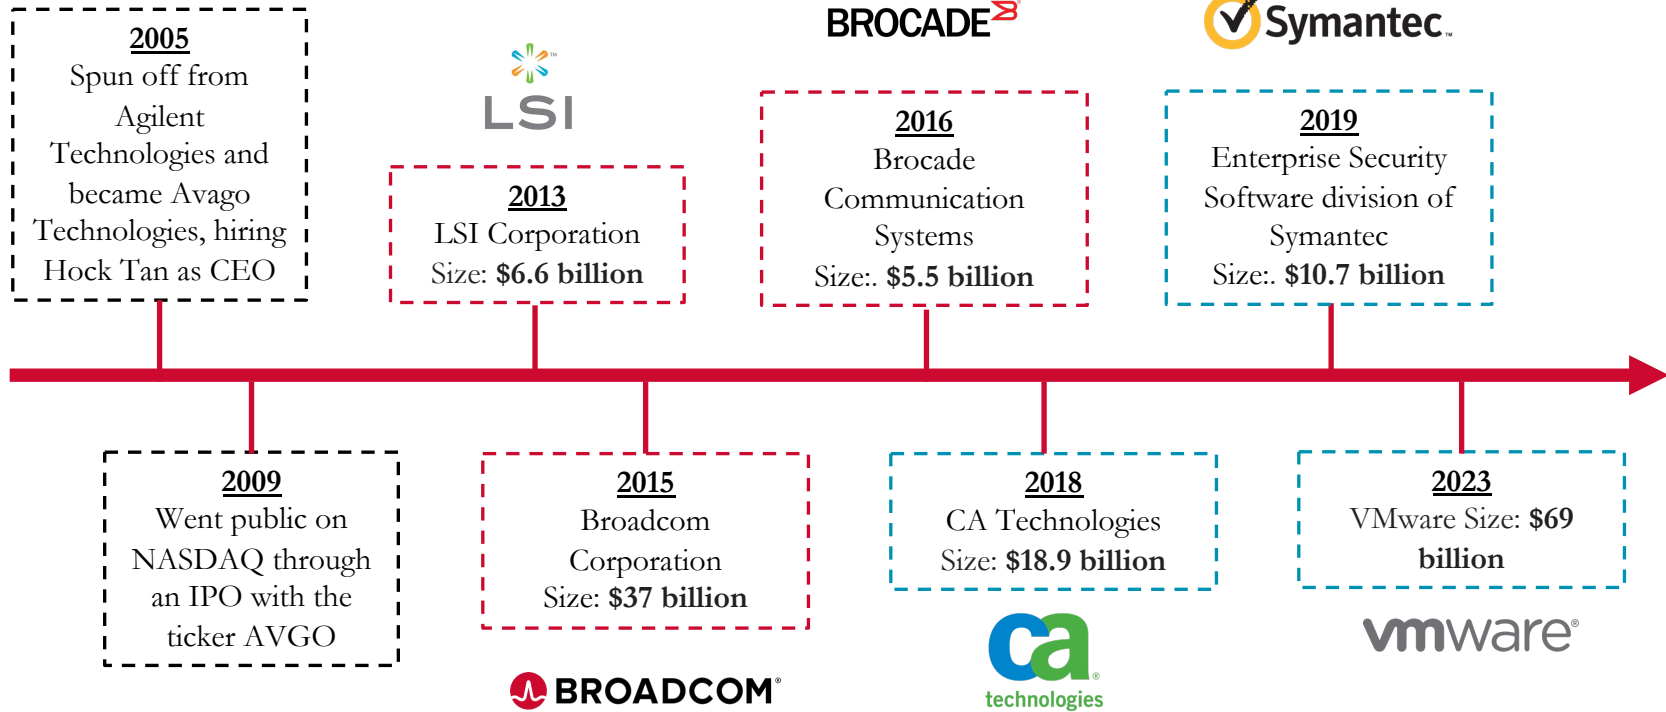 BROCADE
Symantec™
2005
Spun off from
Agilent
Technologies and
became Avago
Technologies, hiring
Hock Tan as CEO
™
LSI
2013
LSI Corporation
Size: $6.6 billion
2016
Brocade
Communication
Systems
Size:. $5.5 billion
2019
Enterprise Security
Software division of
Symantec
Size:. $10.7 billion
2009
Went public on
NASDAQ through
an IPO with the
ticker AVGO
2015
Broadcom
Corporation
Size: $37 billion
BROADCOM®
2018
CA Technologies
Size: $18.9 billion
ca®
technologies
2023
VMware Size: $69
billion
vmware®